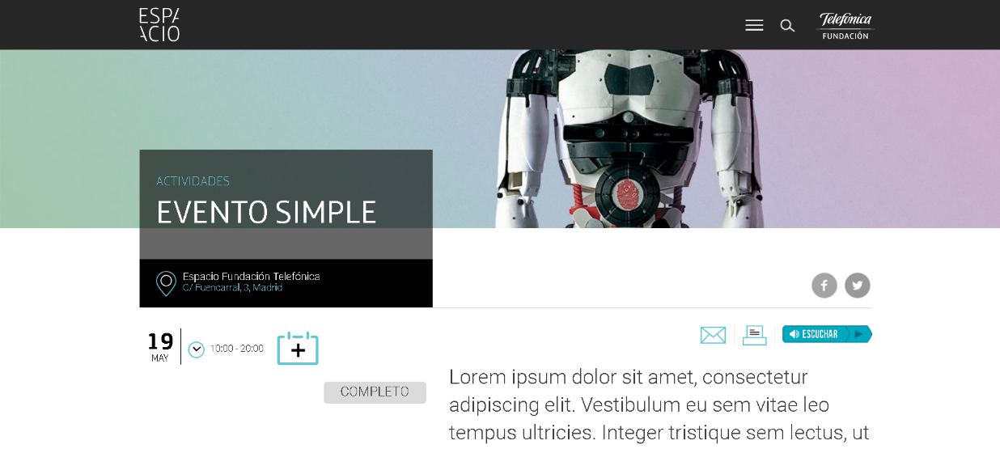 ESPA
ACIO
Telefónica
FUNDACIÓN
ACTIVIDADES
EVENTO SIMPLE
Espacio Fundación Telefónica
C/ Fuencarral, 3, Madrid
19
MAY
10:00 - 20:00
ESCUCHAR
COMPLETO
Lorem ipsum dolor sit amet, consectetur
adipiscing elit. Vestibulum eu sem vitae leo
tempus ultricies. Integer tristique sem lectus, ut